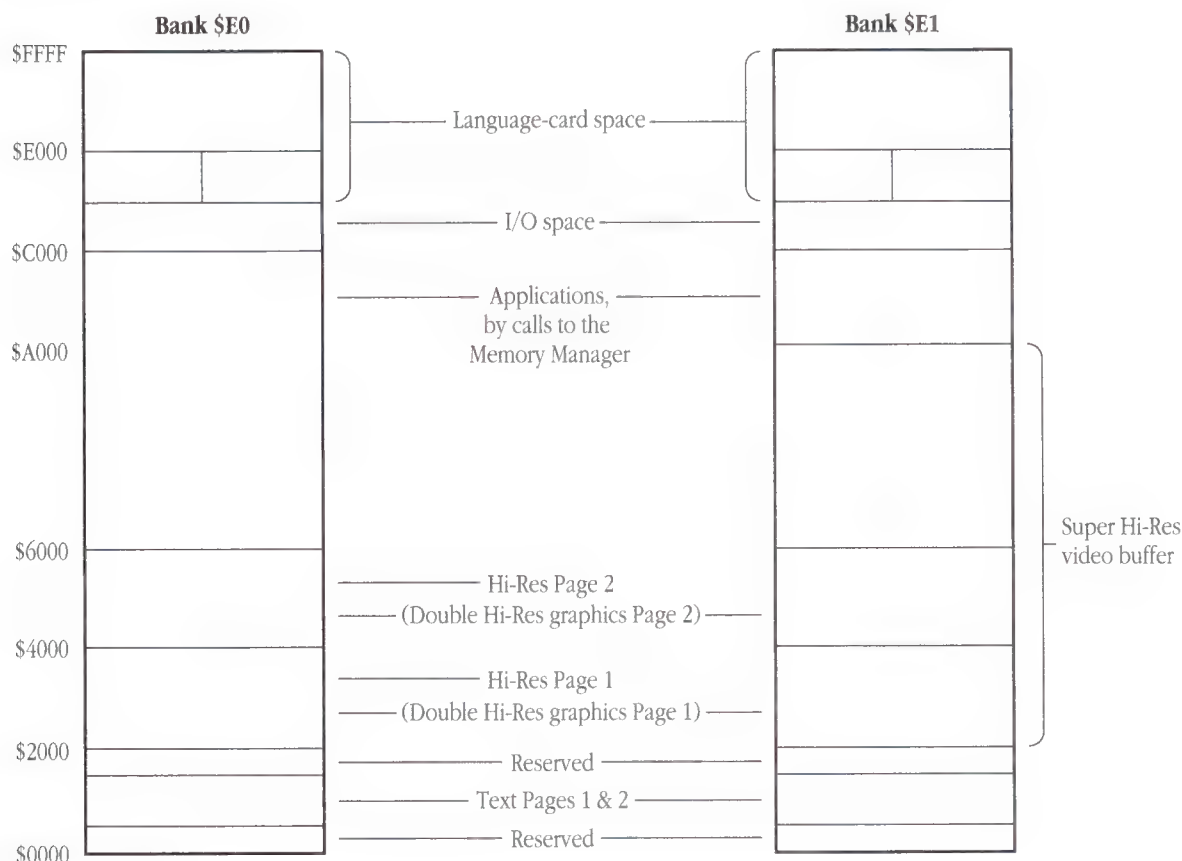 Bank $E0
Bank $E1
$FFFF
Language-card space
$E000
I/O space
$C000
Applications,
by calls to the
Memory Manager
$A000
Super Hi-Res
video buffer
$6000
Hi-Res Page 2
(Double Hi-Res graphics Page 2)
$4000
Hi-Res Page 1
(Double Hi-Res graphics Page 1)
$2000
Reserved
Text Pages 1 & 2
Reserved
$0000